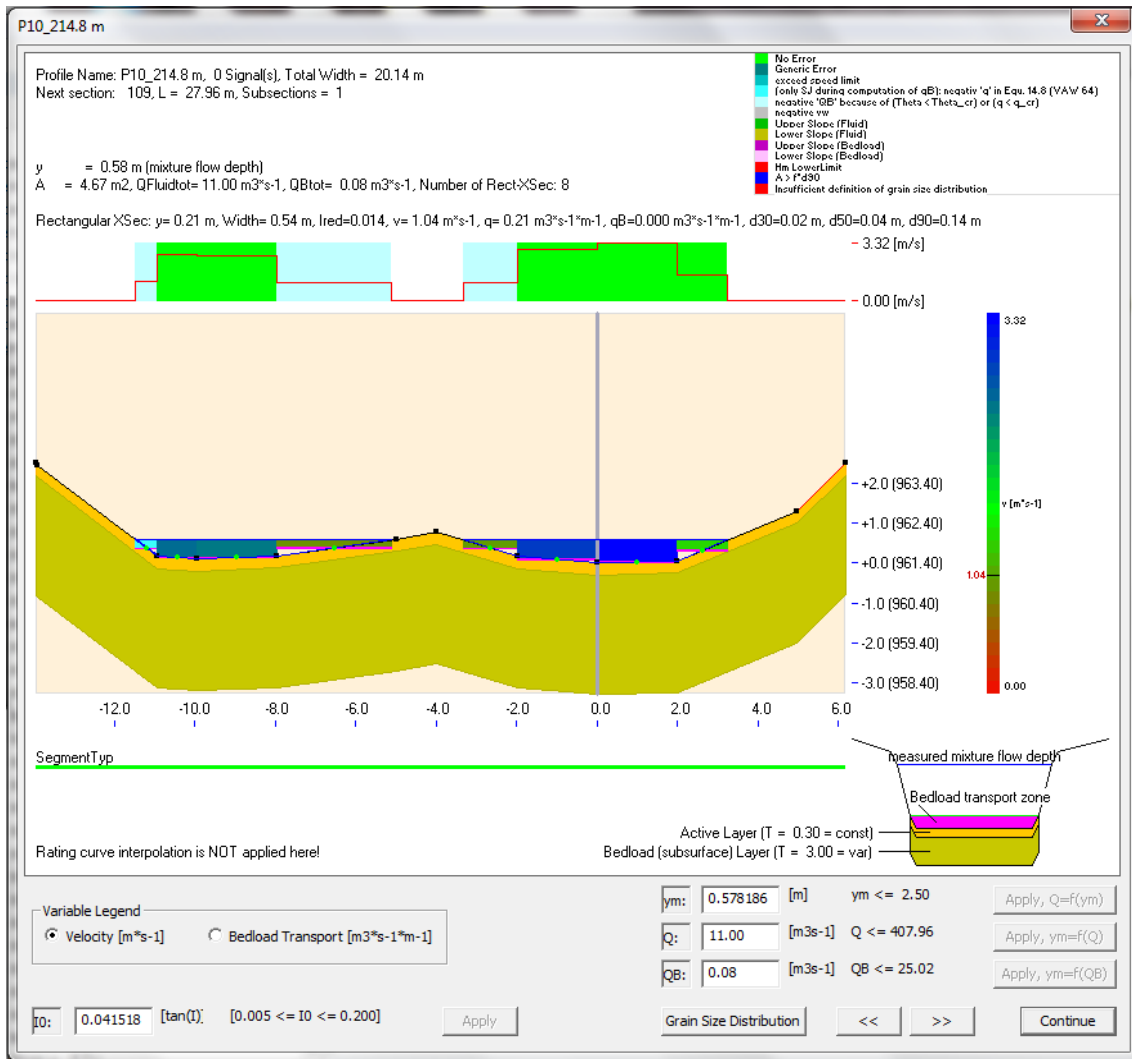 P10_214.8 m
Profile Name: P10_214.8 m, 0 Signal(s), Total Width = 20.14 m
Next section: 109, L = 27.96 m, Subsections = 1
No Error
Generic Error
exceed speed limit
(only SJ during computation of qB): negativ 'q' in Equ. 14.8 (VAW 64)
negative 'QB' because of (Theta < Theta_cr) or (q < q_cr)
negative vw
Upper Slope (Fluid)
Lower Slope (Fluid)
Upper Slope (Bedload)
Lower Slope (Bedload)
Hm LowerLimit
A > f*d90
Insufficient definition of grain size distribution
y = 0.58 m (mixture flow depth)
A = 4.67 m2, QFluidtot= 11.00 m3*s-1, QBtot= 0.08 m3*s-1, Number of Rect-XSec: 8
Rectangular XSec: y= 0.21 m, Width= 0.54 m, Ired=0.014, v= 1.04 m*s-1, q= 0.21 m3*s-1*m-1, qB=0.000 m3*s-1*m-1, d30=0.02 m, d50=0.04 m, d90=0.14 m
3.32 [m/s]
0.00 [m/s]
3.32
v [m*s-1]
1.04
0.00
+2.0 (963.40)
+1.0 (962.40)
+0.0 (961.40)
-1.0 (960.40)
-2.0 (959.40)
-3.0 (958.40)
-12.0 -10.0 -8.0 -6.0 -4.0 -2.0 0.0 2.0 4.0 6.0
SegmentTyp
measured mixture flow depth
Bedload transport zone
Active Layer (T = 0.30 = const)
Bedload (subsurface) Layer (T = 3.00 = var)
Rating curve interpolation is NOT applied here!
Variable Legend
Velocity [m*s-1] Bedload Transport [m3*s-1*m-1]
ym: 0.578186 [m] ym <= 2.50 Apply, Q=f(ym)
Q: 11.00 [m3s-1] Q <= 407.96 Apply, ym=f(Q)
QB: 0.08 [m3s-1] QB <= 25.02 Apply, ym=f(QB)
I0: 0.041518 [tan(I)] [0.005 <= I0 <= 0.200] Apply Grain Size Distribution << >> Continue